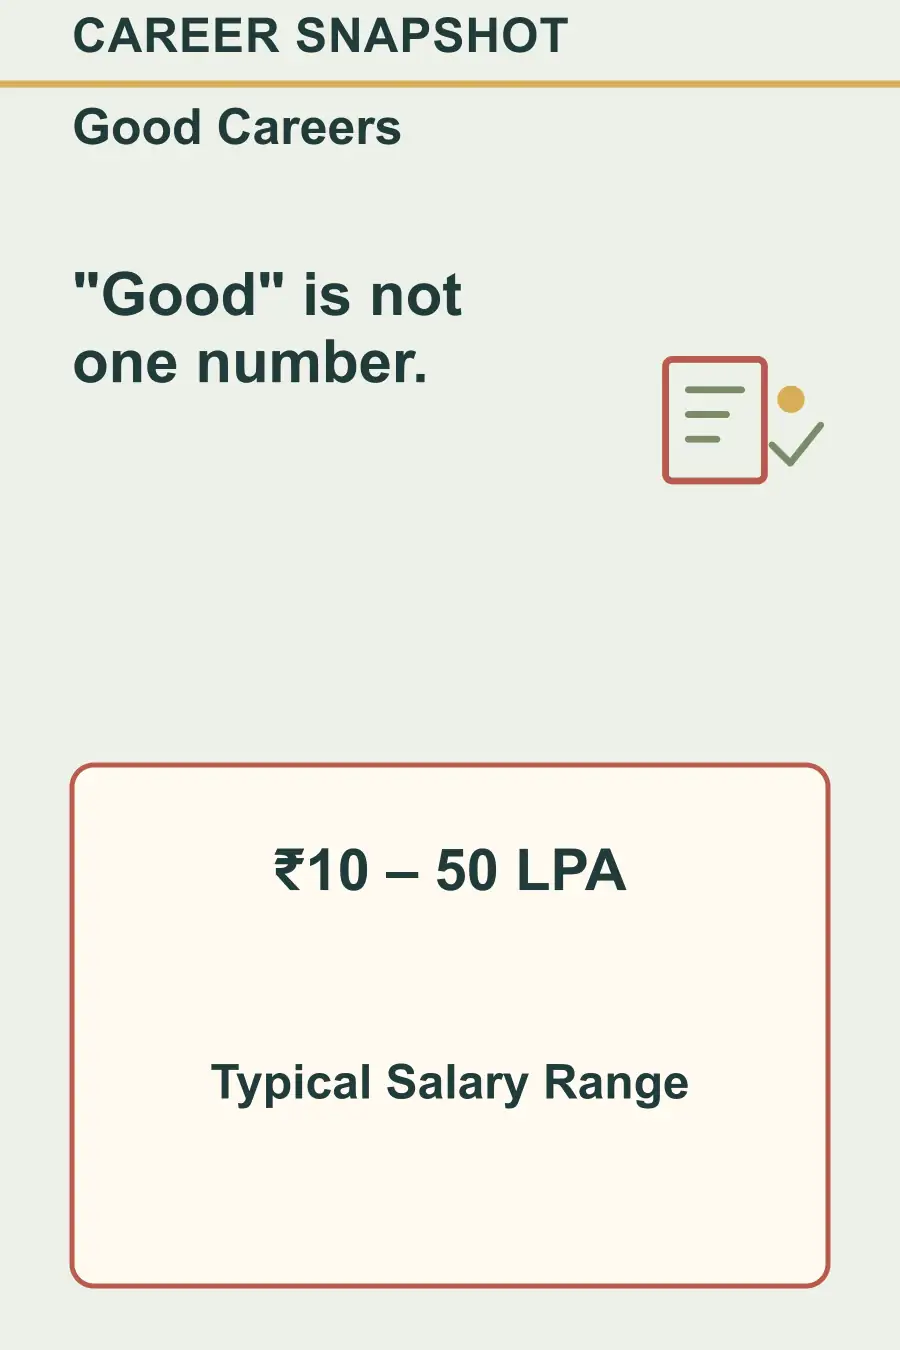 CAREER SNAPSHOT
Good Careers
"Good" is not
one number.
₹10 – 50 LPA
Typical Salary Range